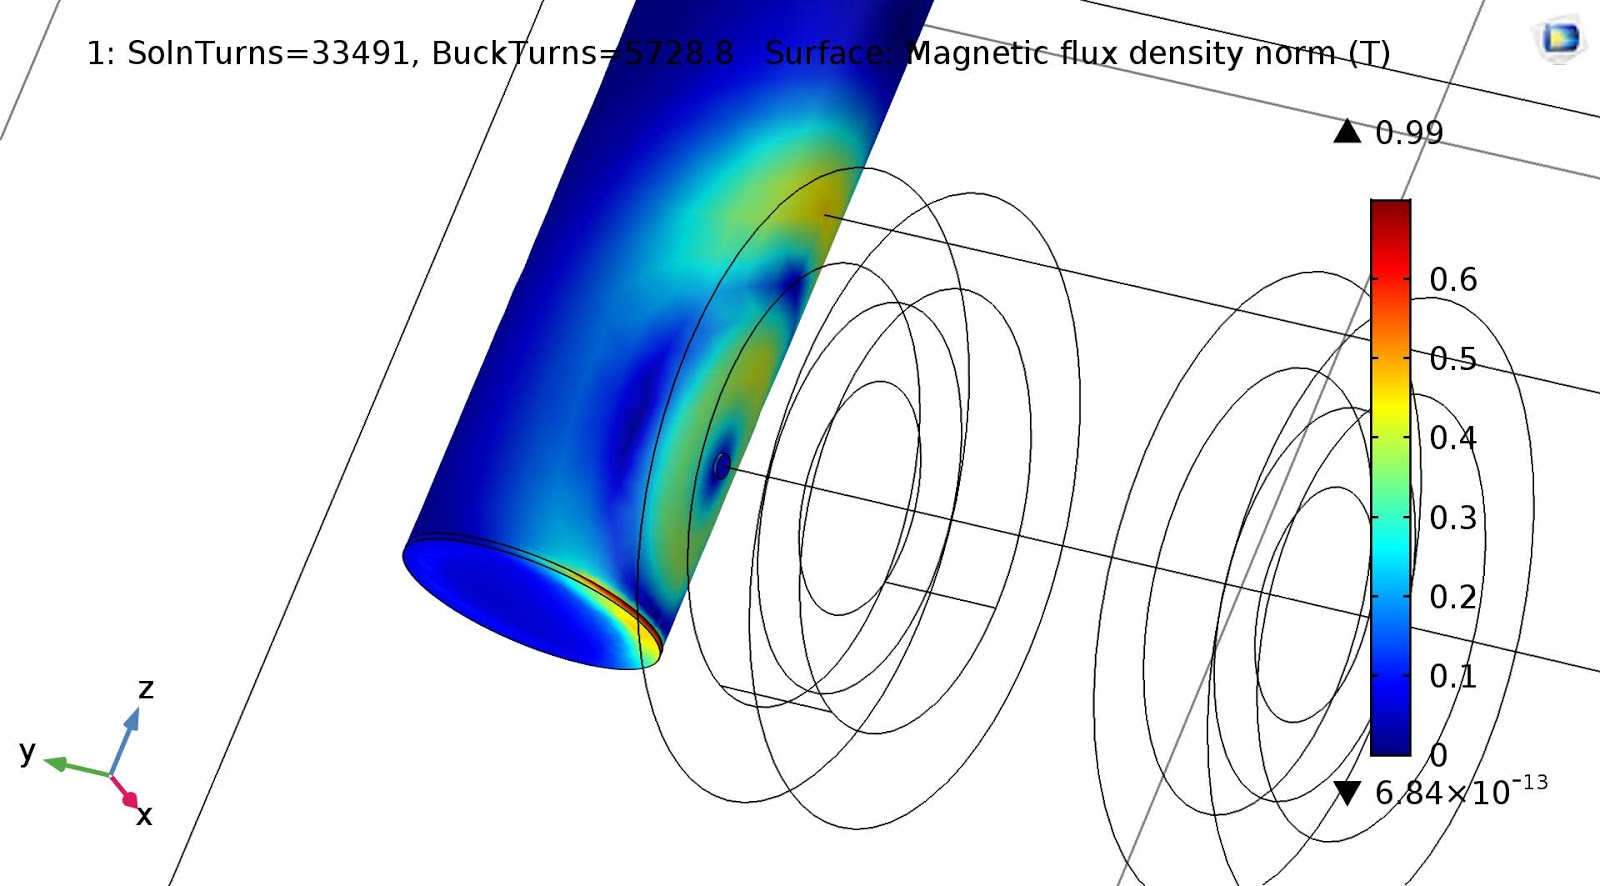 1: SolnTurns=33491, BuckTurns=5728.8 Surface: Magnetic flux density norm (T)
▲ 0.99
0.6
0.5
0.4
0.3
0.2
0.1
0
▼ 6.84×10⁻¹³
z
y
x